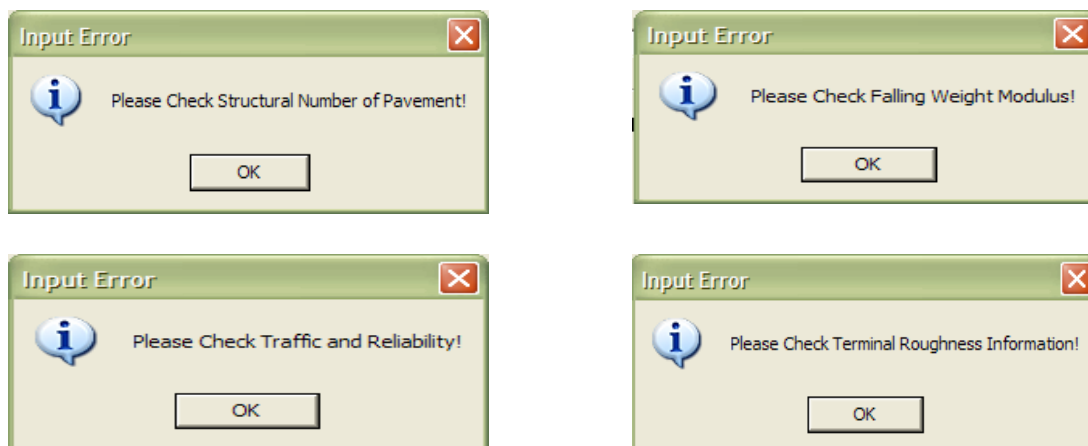 Input Error
Please Check Structural Number of Pavement!
OK
Input Error
Please Check Falling Weight Modulus!
OK
Input Error
Please Check Traffic and Reliability!
OK
Input Error
Please Check Terminal Roughness Information!
OK